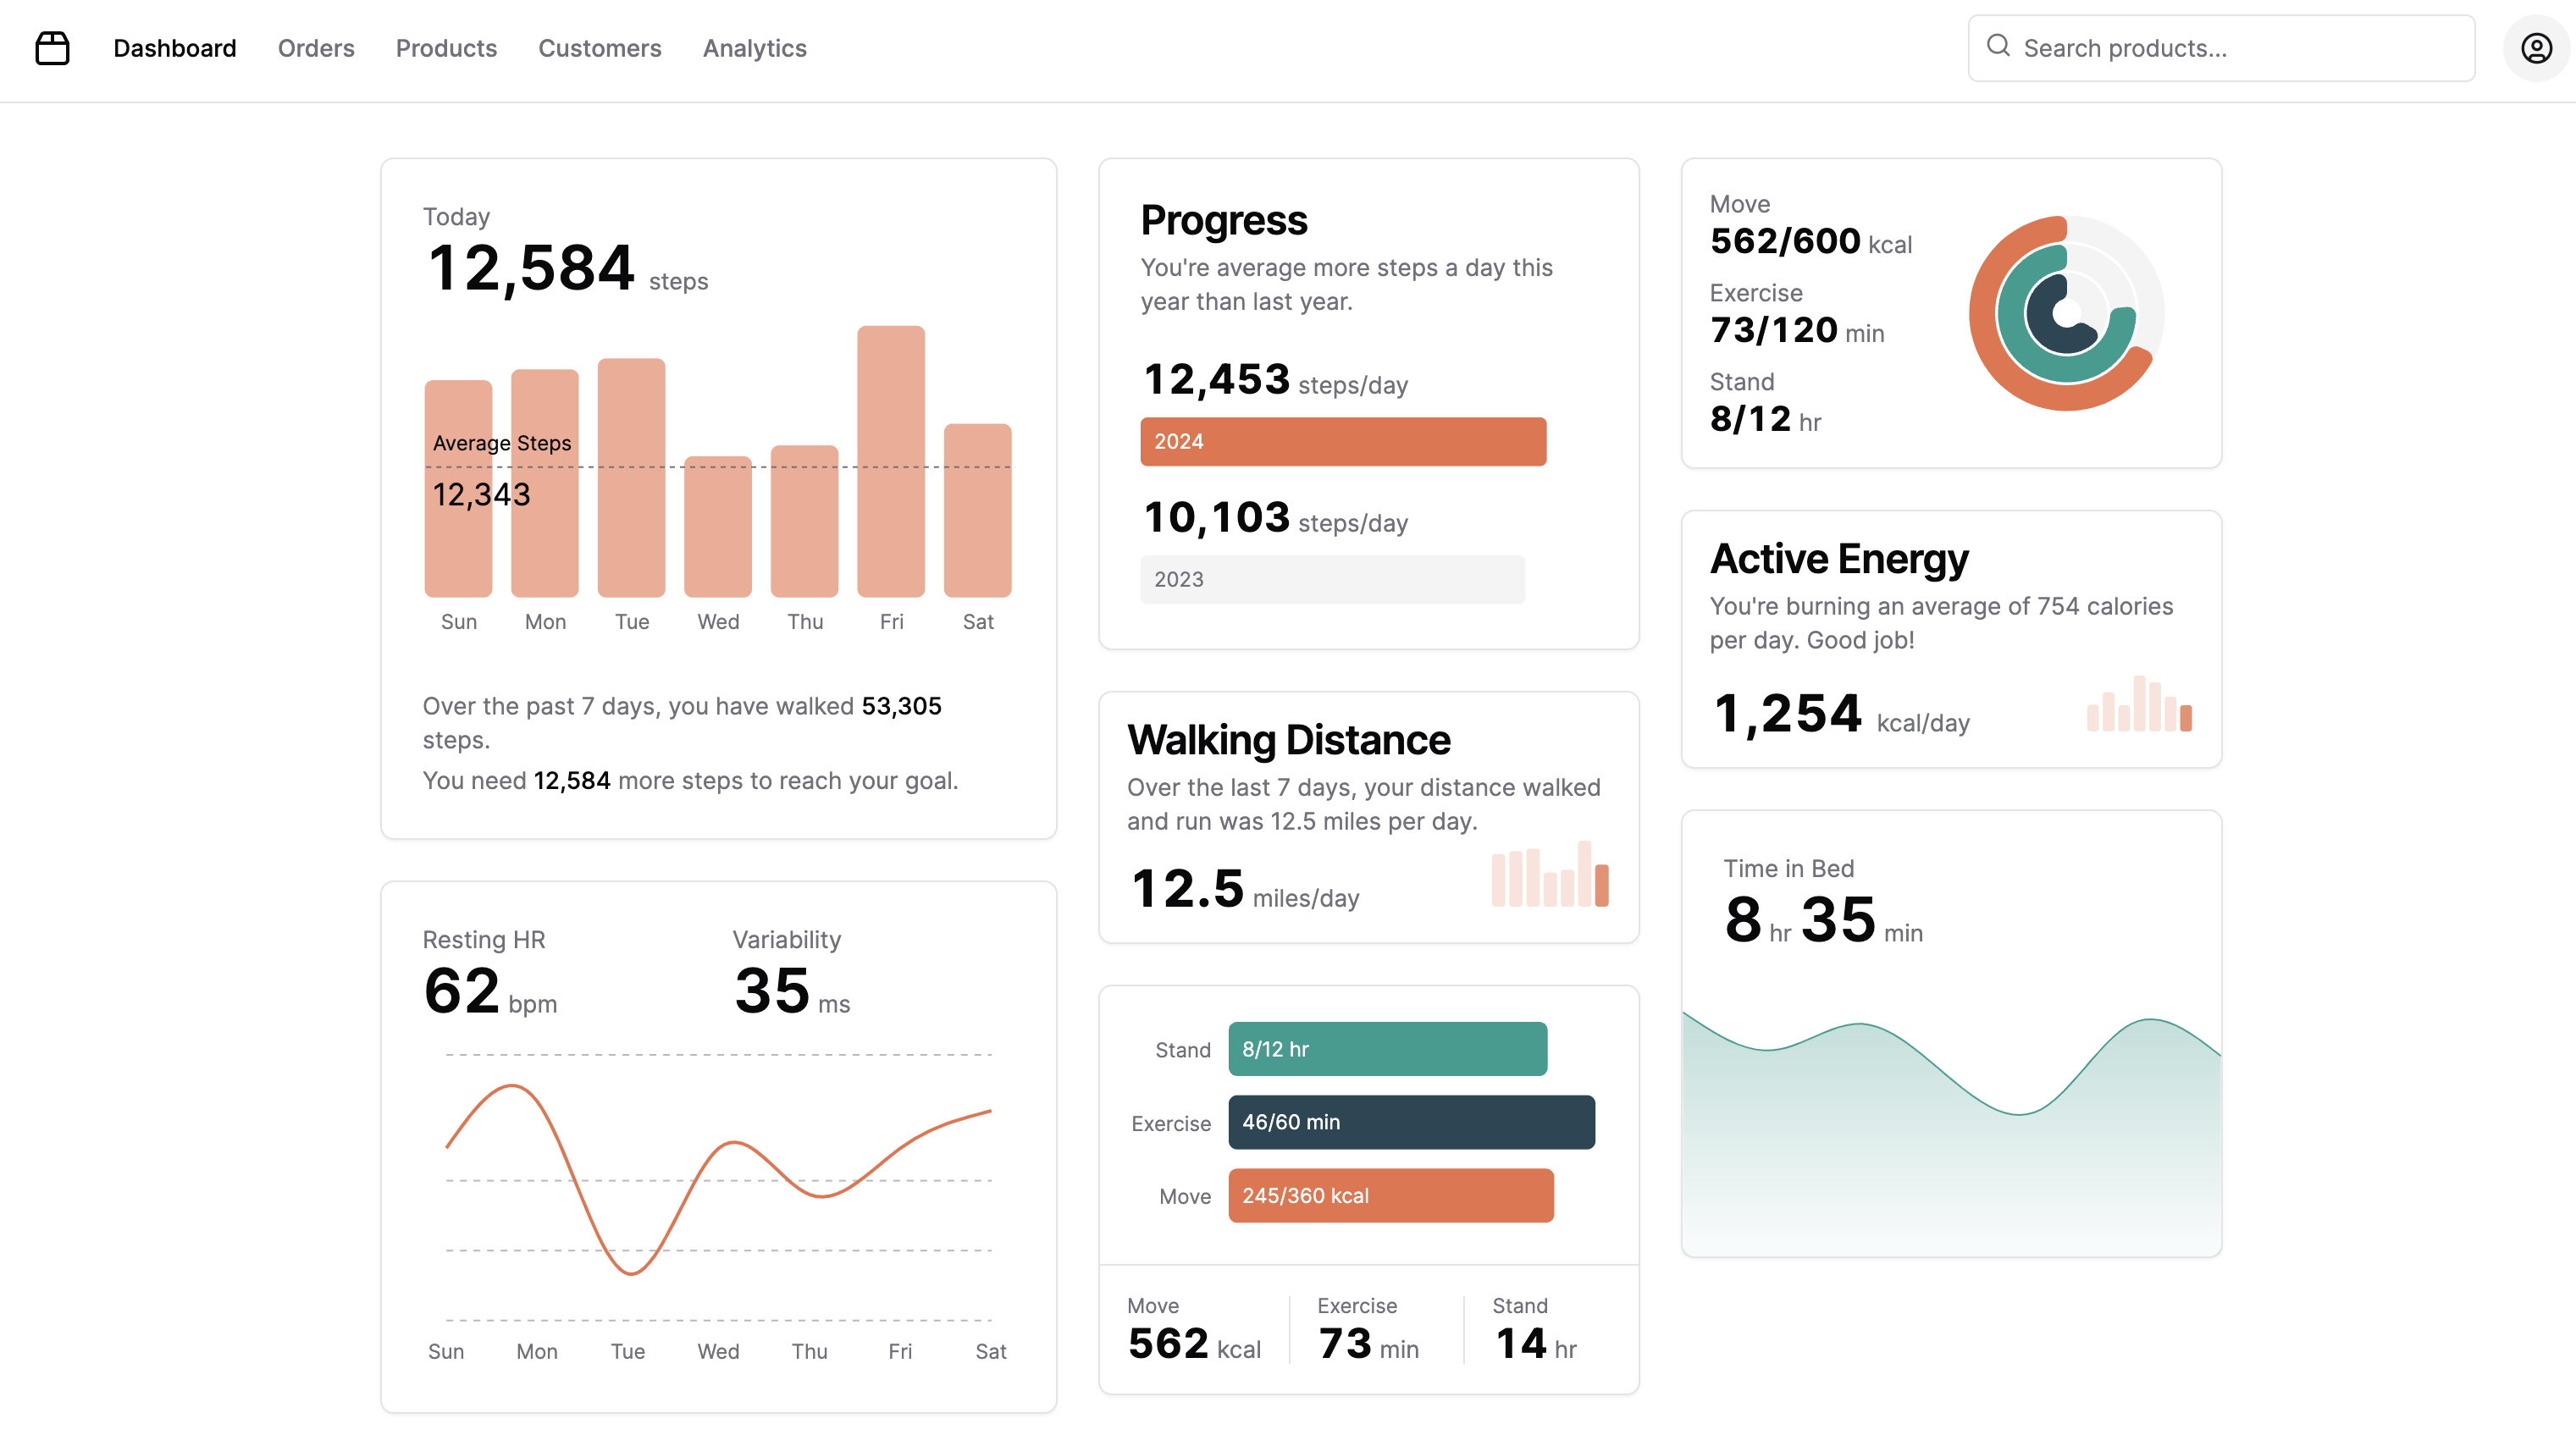 Dashboard Orders Products Customers Analytics Search products...
Today
12,584 steps
Average Steps
12,343
Sun Mon Tue Wed Thu Fri Sat
Over the past 7 days, you have walked 53,305
steps.
You need 12,584 more steps to reach your goal.
Resting HR Variability
62 bpm 35 ms
Sun Mon Tue Wed Thu Fri Sat
Progress
You're average more steps a day this
year than last year.
12,453 steps/day
2024
10,103 steps/day
2023
Walking Distance
Over the last 7 days, your distance walked
and run was 12.5 miles per day.
12.5 miles/day
Stand 8/12 hr
Exercise 46/60 min
Move 245/360 kcal
Move Exercise Stand
562 kcal 73 min 14 hr
Move
562/600 kcal
Exercise
73/120 min
Stand
8/12 hr
Active Energy
You're burning an average of 754 calories
per day. Good job!
1,254 kcal/day
Time in Bed
8 hr 35 min